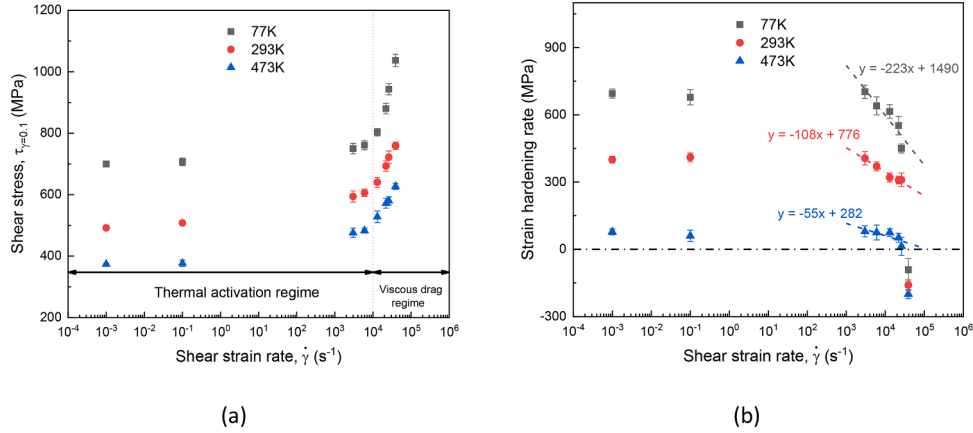 1200
1000
800
600
400
200
Shear stress, τγ=0.1 (MPa)
77K
293K
473K
Thermal activation regime
Viscous drag
regime
10⁻⁴ 10⁻³ 10⁻² 10⁻¹ 10⁰ 10¹ 10² 10³ 10⁴ 10⁵ 10⁶
Shear strain rate, γ̇ (s⁻¹)
(a)
900
600
300
0
-300
Strain hardening rate (MPa)
77K
293K
473K
y = -223x + 1490
y = -108x + 776
y = -55x + 282
10⁻⁴ 10⁻³ 10⁻² 10⁻¹ 10⁰ 10¹ 10² 10³ 10⁴ 10⁵ 10⁶
Shear strain rate, γ̇ (s⁻¹)
(b)